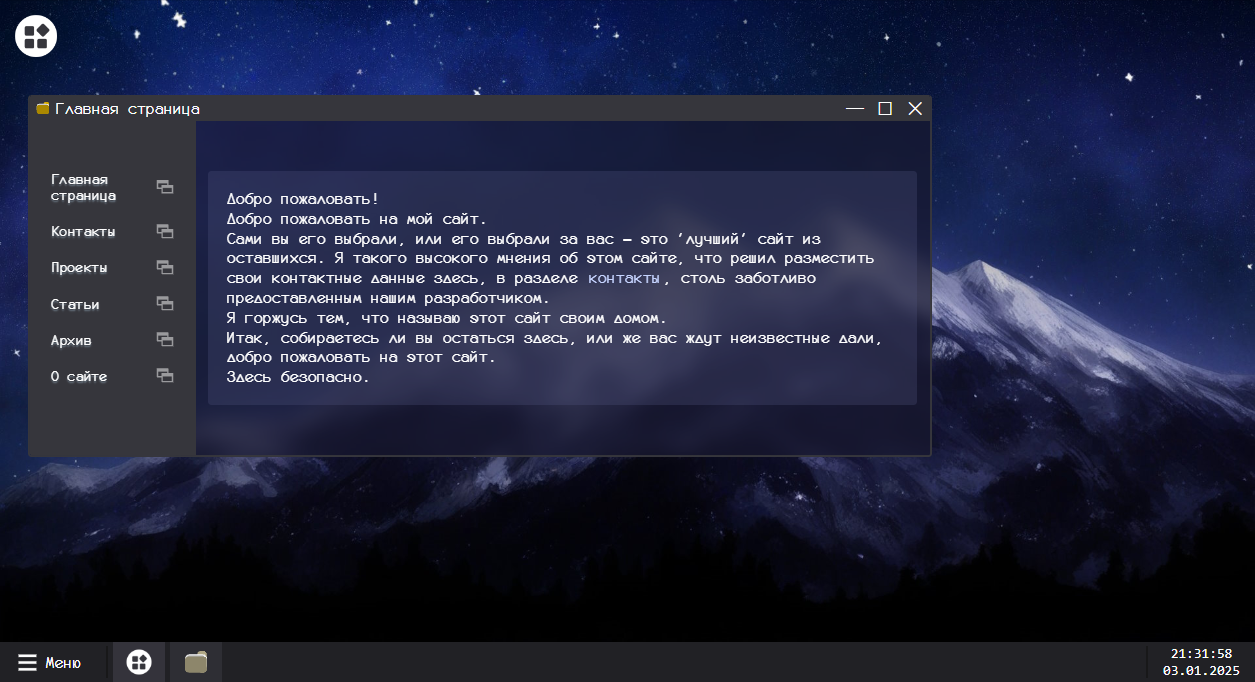 Главная страница
Главная
страница
Контакты
Проекты
Статьи
Архив
О сайте
Добро пожаловать!
Добро пожаловать на мой сайт.
Сами вы его выбрали, или его выбрали за вас – это 'лучший' сайт из
оставшихся. Я такого высокого мнения об этом сайте, что решил разместить
свои контактные данные здесь, в разделе контакты, столь заботливо
предоставленным нашим разработчиком.
Я горжусь тем, что называю этот сайт своим домом.
Итак, собираетесь ли вы остаться здесь, или же вас ждут неизвестные дали,
добро пожаловать на этот сайт.
Здесь безопасно.
Меню
21:31:58
03.01.2025